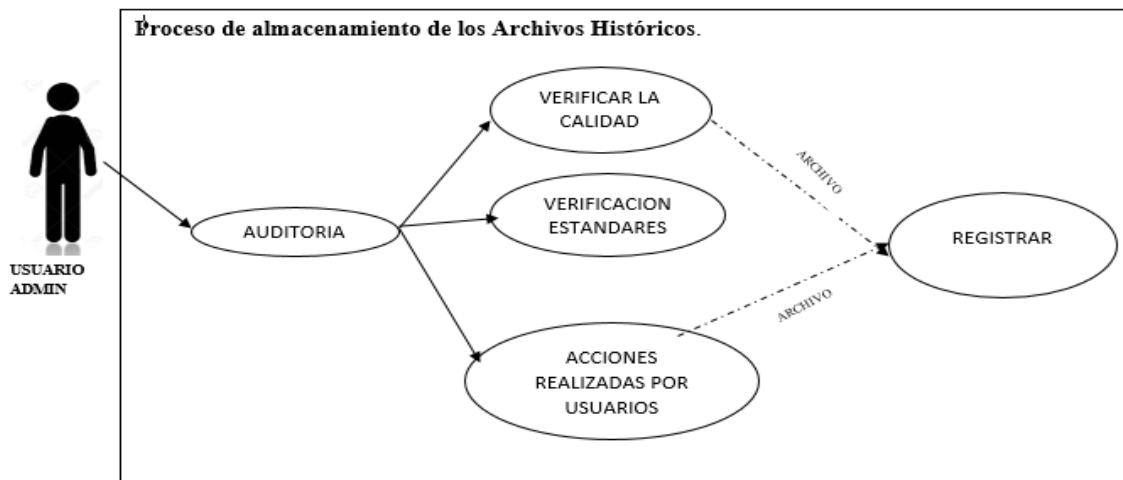 Proceso de almacenamiento de los Archivos Históricos.
VERIFICAR LA
CALIDAD
ARCHIVO
VERIFICACION
ESTANDARES
AUDITORIA
REGISTRAR
USUARIO
ADMIN
ARCHIVO
ACCIONES
REALIZADAS POR
USUARIOS